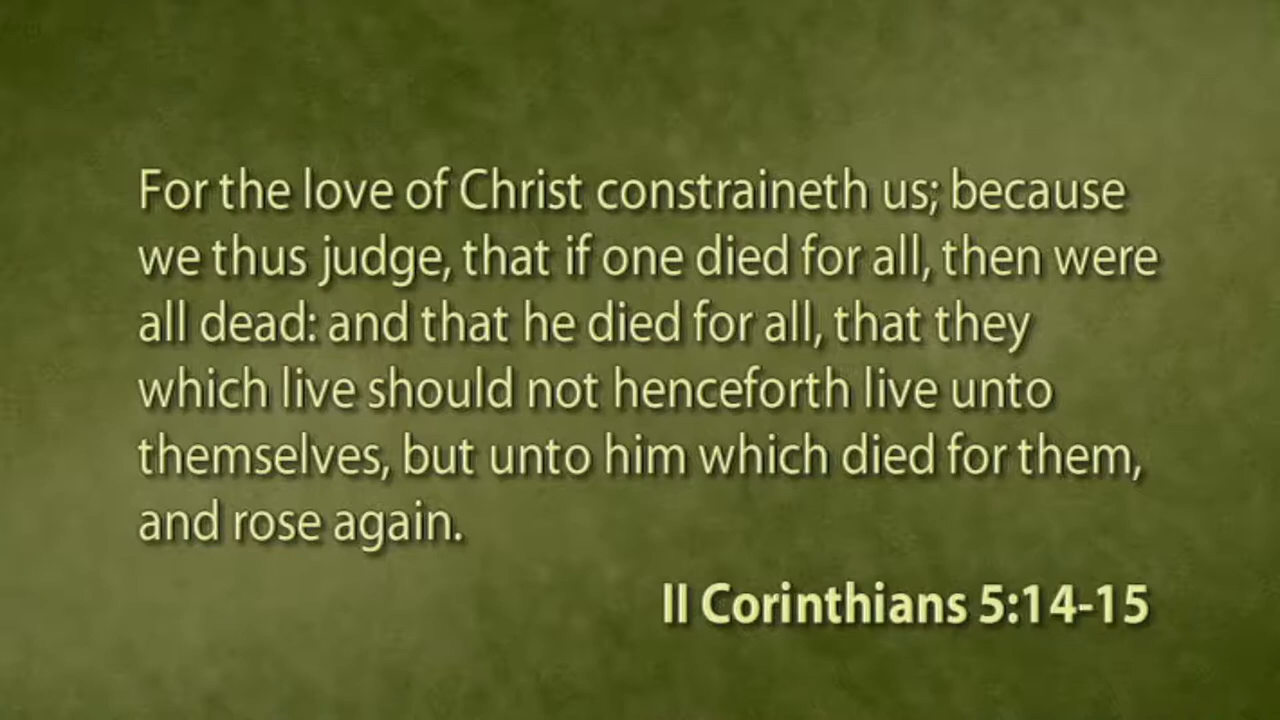 For the love of Christ constraineth us; because
we thus judge, that if one died for all, then were
all dead: and that he died for all, that they
which live should not henceforth live unto
themselves, but unto him which died for them,
and rose again.
II Corinthians 5:14-15